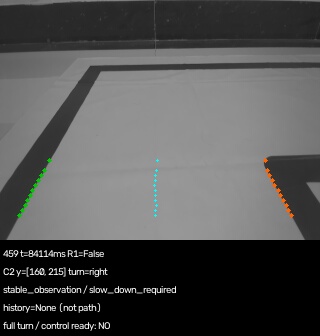 459 t=84114ms R1=False
C2 y=[160, 215] turn=right
stable_observation / slow_down_required
history=None (not path)
full turn / control ready: NO